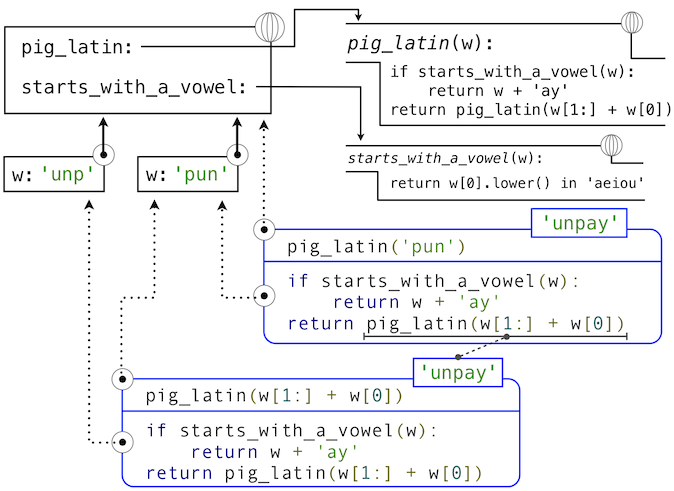 pig_latin:
starts_with_a_vowel:
pig_latin(w):
if starts_with_a_vowel(w):
return w + 'ay'
return pig_latin(w[1:] + w[0])
starts_with_a_vowel(w):
return w[0].lower() in 'aeiou'
w: 'unp'
w: 'pun'
'unpay'
pig_latin('pun')
if starts_with_a_vowel(w):
return w + 'ay'
return pig_latin(w[1:] + w[0])
'unpay'
pig_latin(w[1:] + w[0])
if starts_with_a_vowel(w):
return w + 'ay'
return pig_latin(w[1:] + w[0])